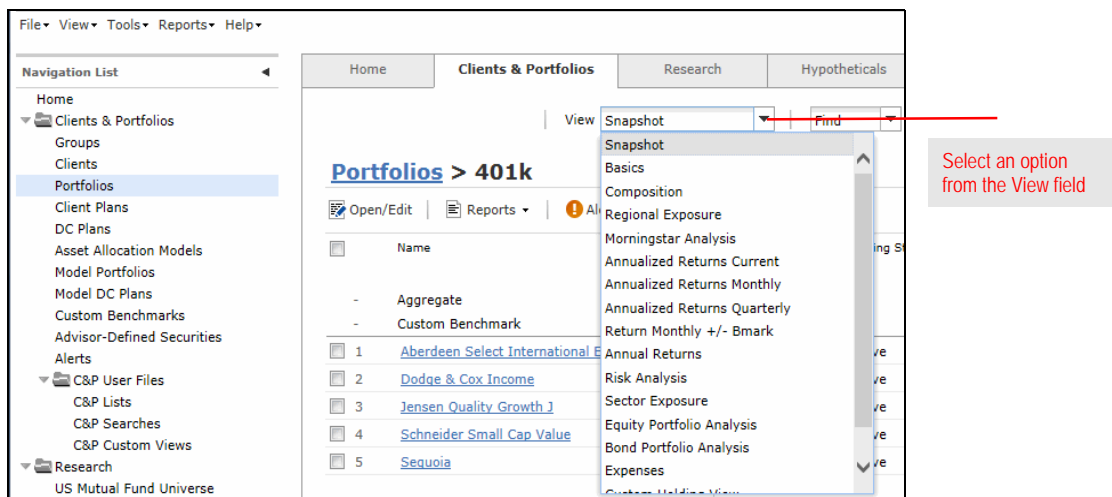 File View Tools Reports Help
Navigation List
Home
Clients & Portfolios
Groups
Clients
Portfolios
Client Plans
DC Plans
Asset Allocation Models
Model Portfolios
Model DC Plans
Custom Benchmarks
Advisor-Defined Securities
Alerts
C&P User Files
C&P Lists
C&P Searches
C&P Custom Views
Research
US Mutual Fund Universe
Home Clients & Portfolios Research Hypotheticals
View Snapshot Find
Portfolios > 401k
Open/Edit Reports
Name
- Aggregate
- Custom Benchmark
1 Aberdeen Select International
2 Dodge & Cox Income
3 Jensen Quality Growth J
4 Schneider Small Cap Value
5 Sequoia
Snapshot
Basics
Composition
Regional Exposure
Morningstar Analysis
Annualized Returns Current
Annualized Returns Monthly
Annualized Returns Quarterly
Return Monthly +/- Bmark
Annual Returns
Risk Analysis
Sector Exposure
Equity Portfolio Analysis
Bond Portfolio Analysis
Expenses
Custom Holding View
Select an option
from the View field